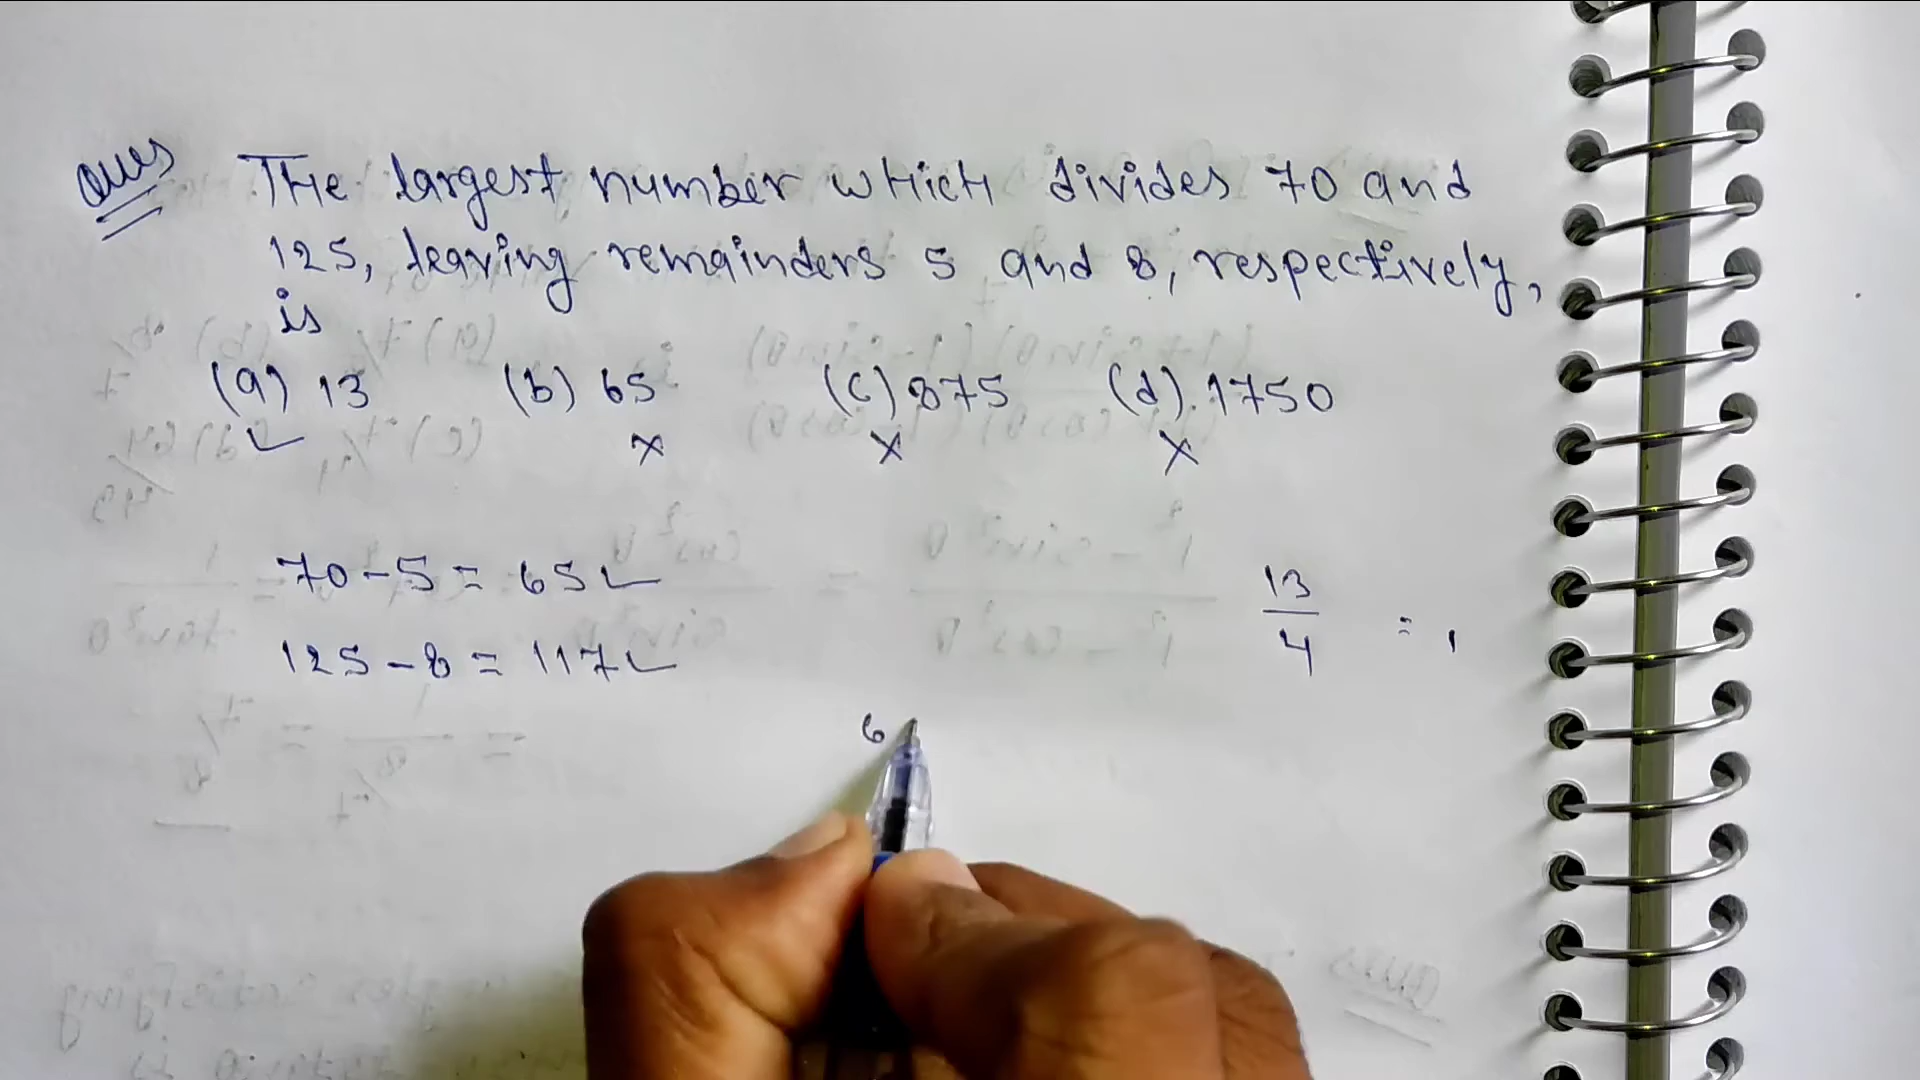 Ques The largest number which divides 70 and
125, leaving remainders 5 and 8, respectively,
is
(a) 13 (b) 65 (c) 875 (d) 1750
70 - 5 = 65
125 - 8 = 117
13/4 = 1
6